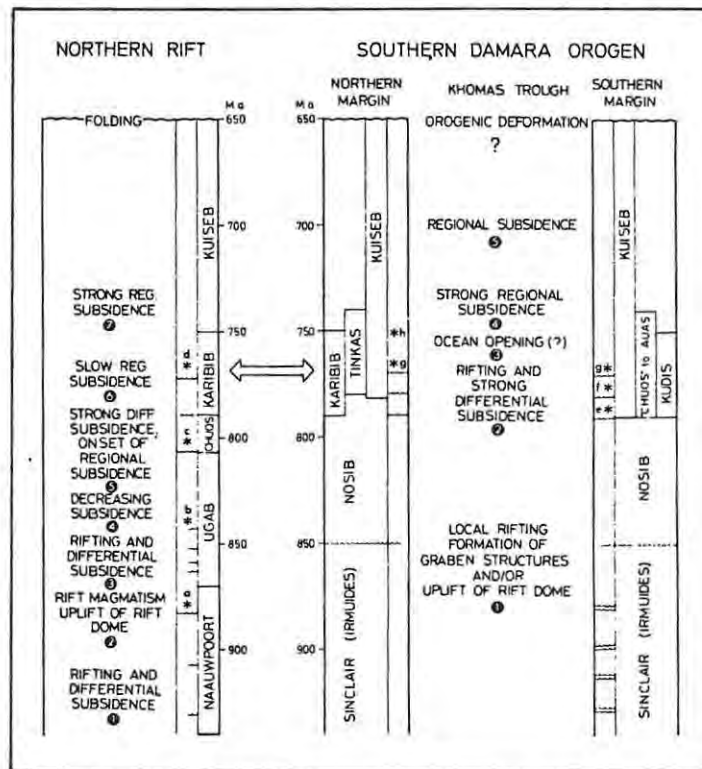 NORTHERN RIFT
SOUTHERN DAMARA OROGEN
NORTHERN
MARGIN
KHOMAS TROUGH
SOUTHERN
MARGIN
Ma
Ma
FOLDING
650
650
OROGENIC DEFORMATION
?
KUISEB
700
700
KUISEB
REGIONAL SUBSIDENCE
5
KUISEB
STRONG REG.
SUBSIDENCE
7
750
750
*h
STRONG REGIONAL
SUBSIDENCE
4
OCEAN OPENING (?)
3
SLOW REG
SUBSIDENCE
6
*d
KARIBIB
KARIBIB
TINKAS
*g
RIFTING AND
STRONG
DIFFERENTIAL
SUBSIDENCE
2
g*
f*
e*
"CHUOS" to AUAS
KUDIS
STRONG DIFF
SUBSIDENCE,
ONSET OF
REGIONAL
SUBSIDENCE
5
*c
CHUOS
800
800
NOSIB
NOSIB
DECREASING
SUBSIDENCE
4
UGAB
RIFTING AND
DIFFERENTIAL
SUBSIDENCE
3
850
850
LOCAL RIFTING
FORMATION OF
GRABEN STRUCTURES
AND/OR
UPLIFT OF RIFT DOME
1
RIFT MAGMATISM
UPLIFT OF RIFT
DOME
2
900
900
NAAUWPOORT
SINCLAIR (IRMUIDES)
SINCLAIR (IRMUIDES)
RIFTING AND
DIFFERENTIAL
SUBSIDENCE
1